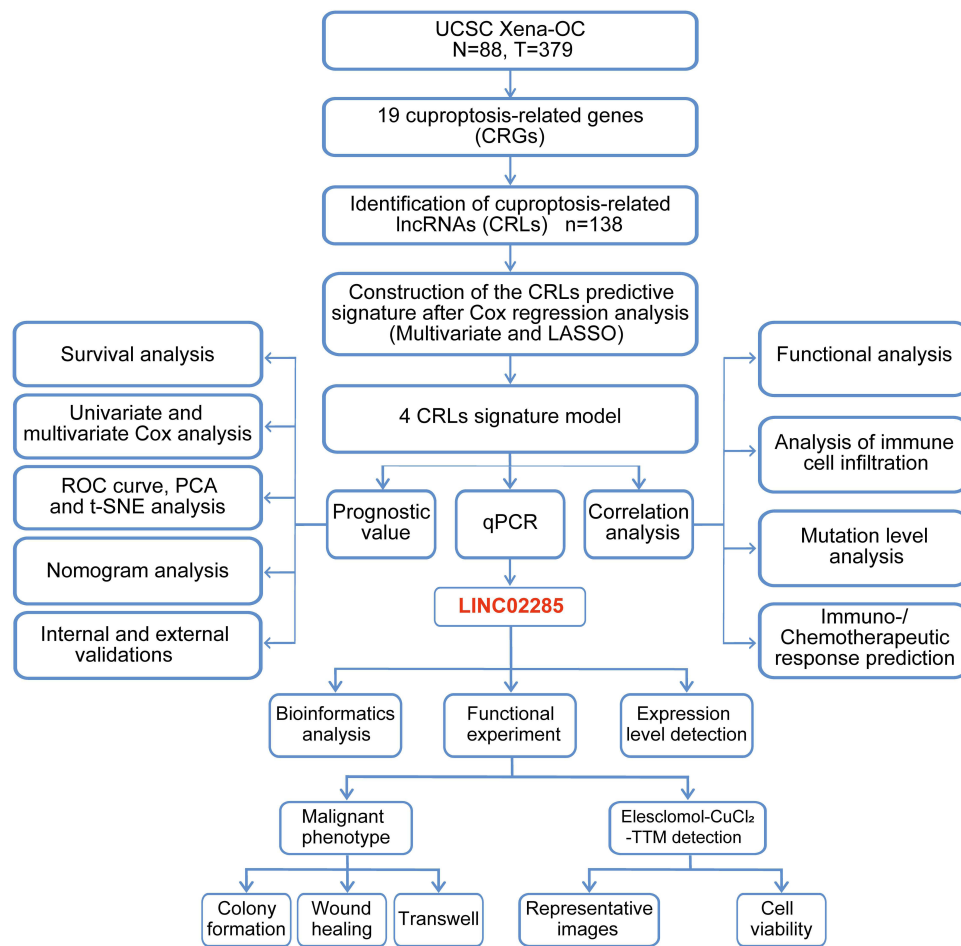 UCSC Xena-OC
N=88, T=379
19 cuproptosis-related genes
(CRGs)
Identification of cuproptosis-related
lncRNAs (CRLs) n=138
Construction of the CRLs predictive
signature after Cox regression analysis
(Multivariate and LASSO)
4 CRLs signature model
Survival analysis
Univariate and
multivariate Cox analysis
ROC curve, PCA
and t-SNE analysis
Nomogram analysis
Internal and external
validations
Prognostic
value
qPCR
Correlation
analysis
Functional analysis
Analysis of immune
cell infiltration
Mutation level
analysis
Immuno-/
Chemotherapeutic
response prediction
LINC02285
Bioinformatics
analysis
Functional
experiment
Expression
level detection
Malignant
phenotype
Elesclomol-CuCl₂
-TTM detection
Colony
formation
Wound
healing
Transwell
Representative
images
Cell
viability